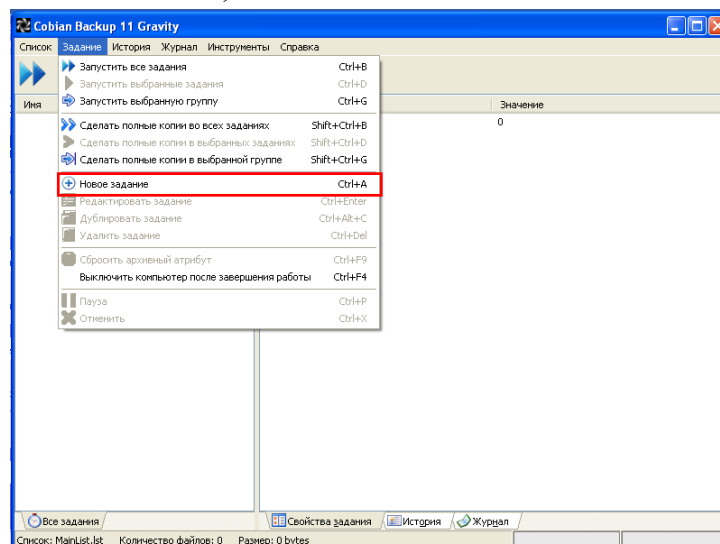 Cobian Backup 11 Gravity
Список Задание История Журнал Инструменты Справка
Запустить все задания Ctrl+B
Запустить выбранные задания Ctrl+D
Запустить выбранную группу Ctrl+G
Имя Значение
Сделать полные копии во всех заданиях Shift+Ctrl+B
0
Сделать полные копии в выбранных заданиях Shift+Ctrl+D
Сделать полные копии в выбранной группе Shift+Ctrl+G
Новое задание Ctrl+A
Редактировать задание Ctrl+Enter
Дублировать задание Ctrl+Alt+C
Удалить задание Ctrl+Del
Сбросить архивный атрибут Ctrl+F9
Выключить компьютер после завершения работы Ctrl+F4
Пауза Ctrl+P
Отменить Ctrl+X
Все задания Свойства задания История Журнал
Список: MainList.lst Количество файлов: 0 Размер: 0 bytes